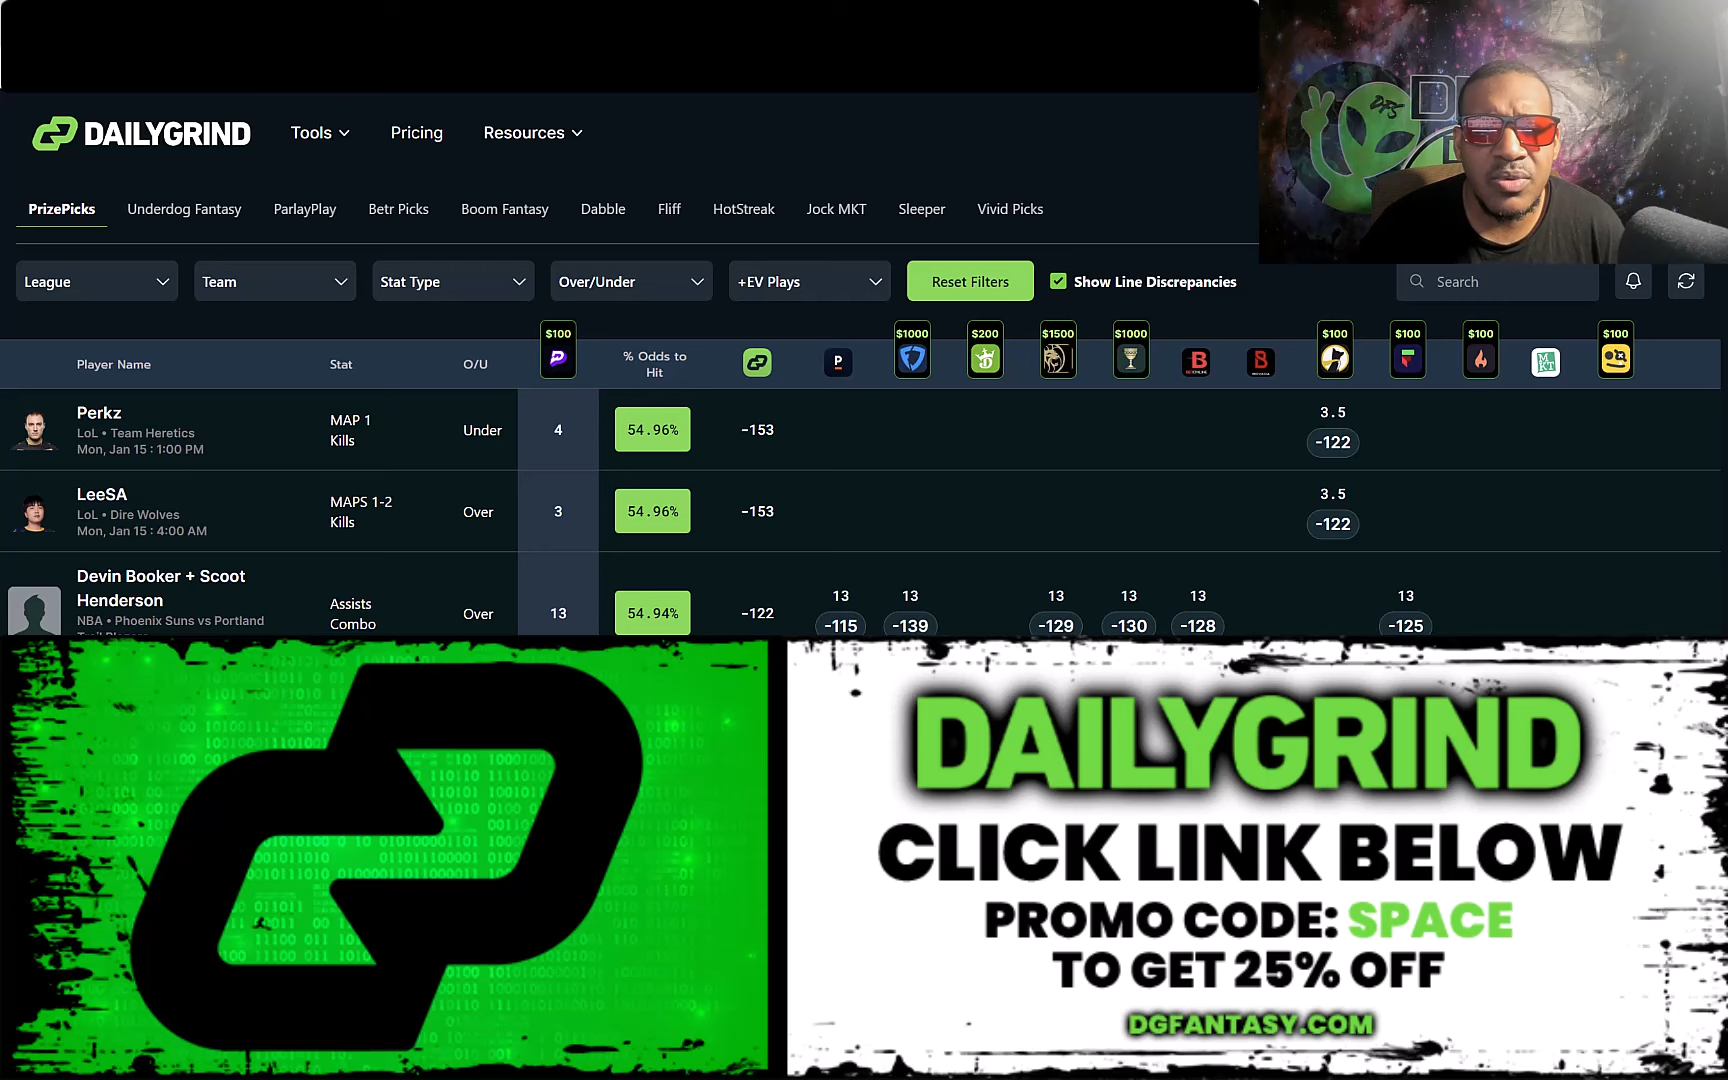 DAILYGRIND
Tools
Pricing
Resources
PrizePicks
Underdog Fantasy
ParlayPlay
Betr Picks
Boom Fantasy
Dabble
Fliff
HotStreak
Jock MKT
Sleeper
Vivid Picks
DFS
League
Team
Stat Type
Over/Under
+EV Plays
Reset Filters
Show Line Discrepancies
Search
$100
$1000
$200
$1500
$1000
$100
$100
$100
$100
Player Name
Stat
O/U
% Odds to
Hit
Perkz
LoL • Team Heretics
Mon, Jan 15 : 1:00 PM
MAP 1
Kills
Under
4
54.96%
-153
3.5
-122
LeeSA
LoL • Dire Wolves
Mon, Jan 15 : 4:00 AM
MAPS 1-2
Kills
Over
3
54.96%
-153
3.5
-122
Devin Booker + Scoot
Henderson
NBA • Phoenix Suns vs Portland
Assists
Combo
Over
13
54.94%
-122
13
-115
13
-139
13
-129
13
-130
13
-128
13
-125
DAILYGRIND
CLICK LINK BELOW
PROMO CODE: SPACE
TO GET 25% OFF
DGFANTASY.COM